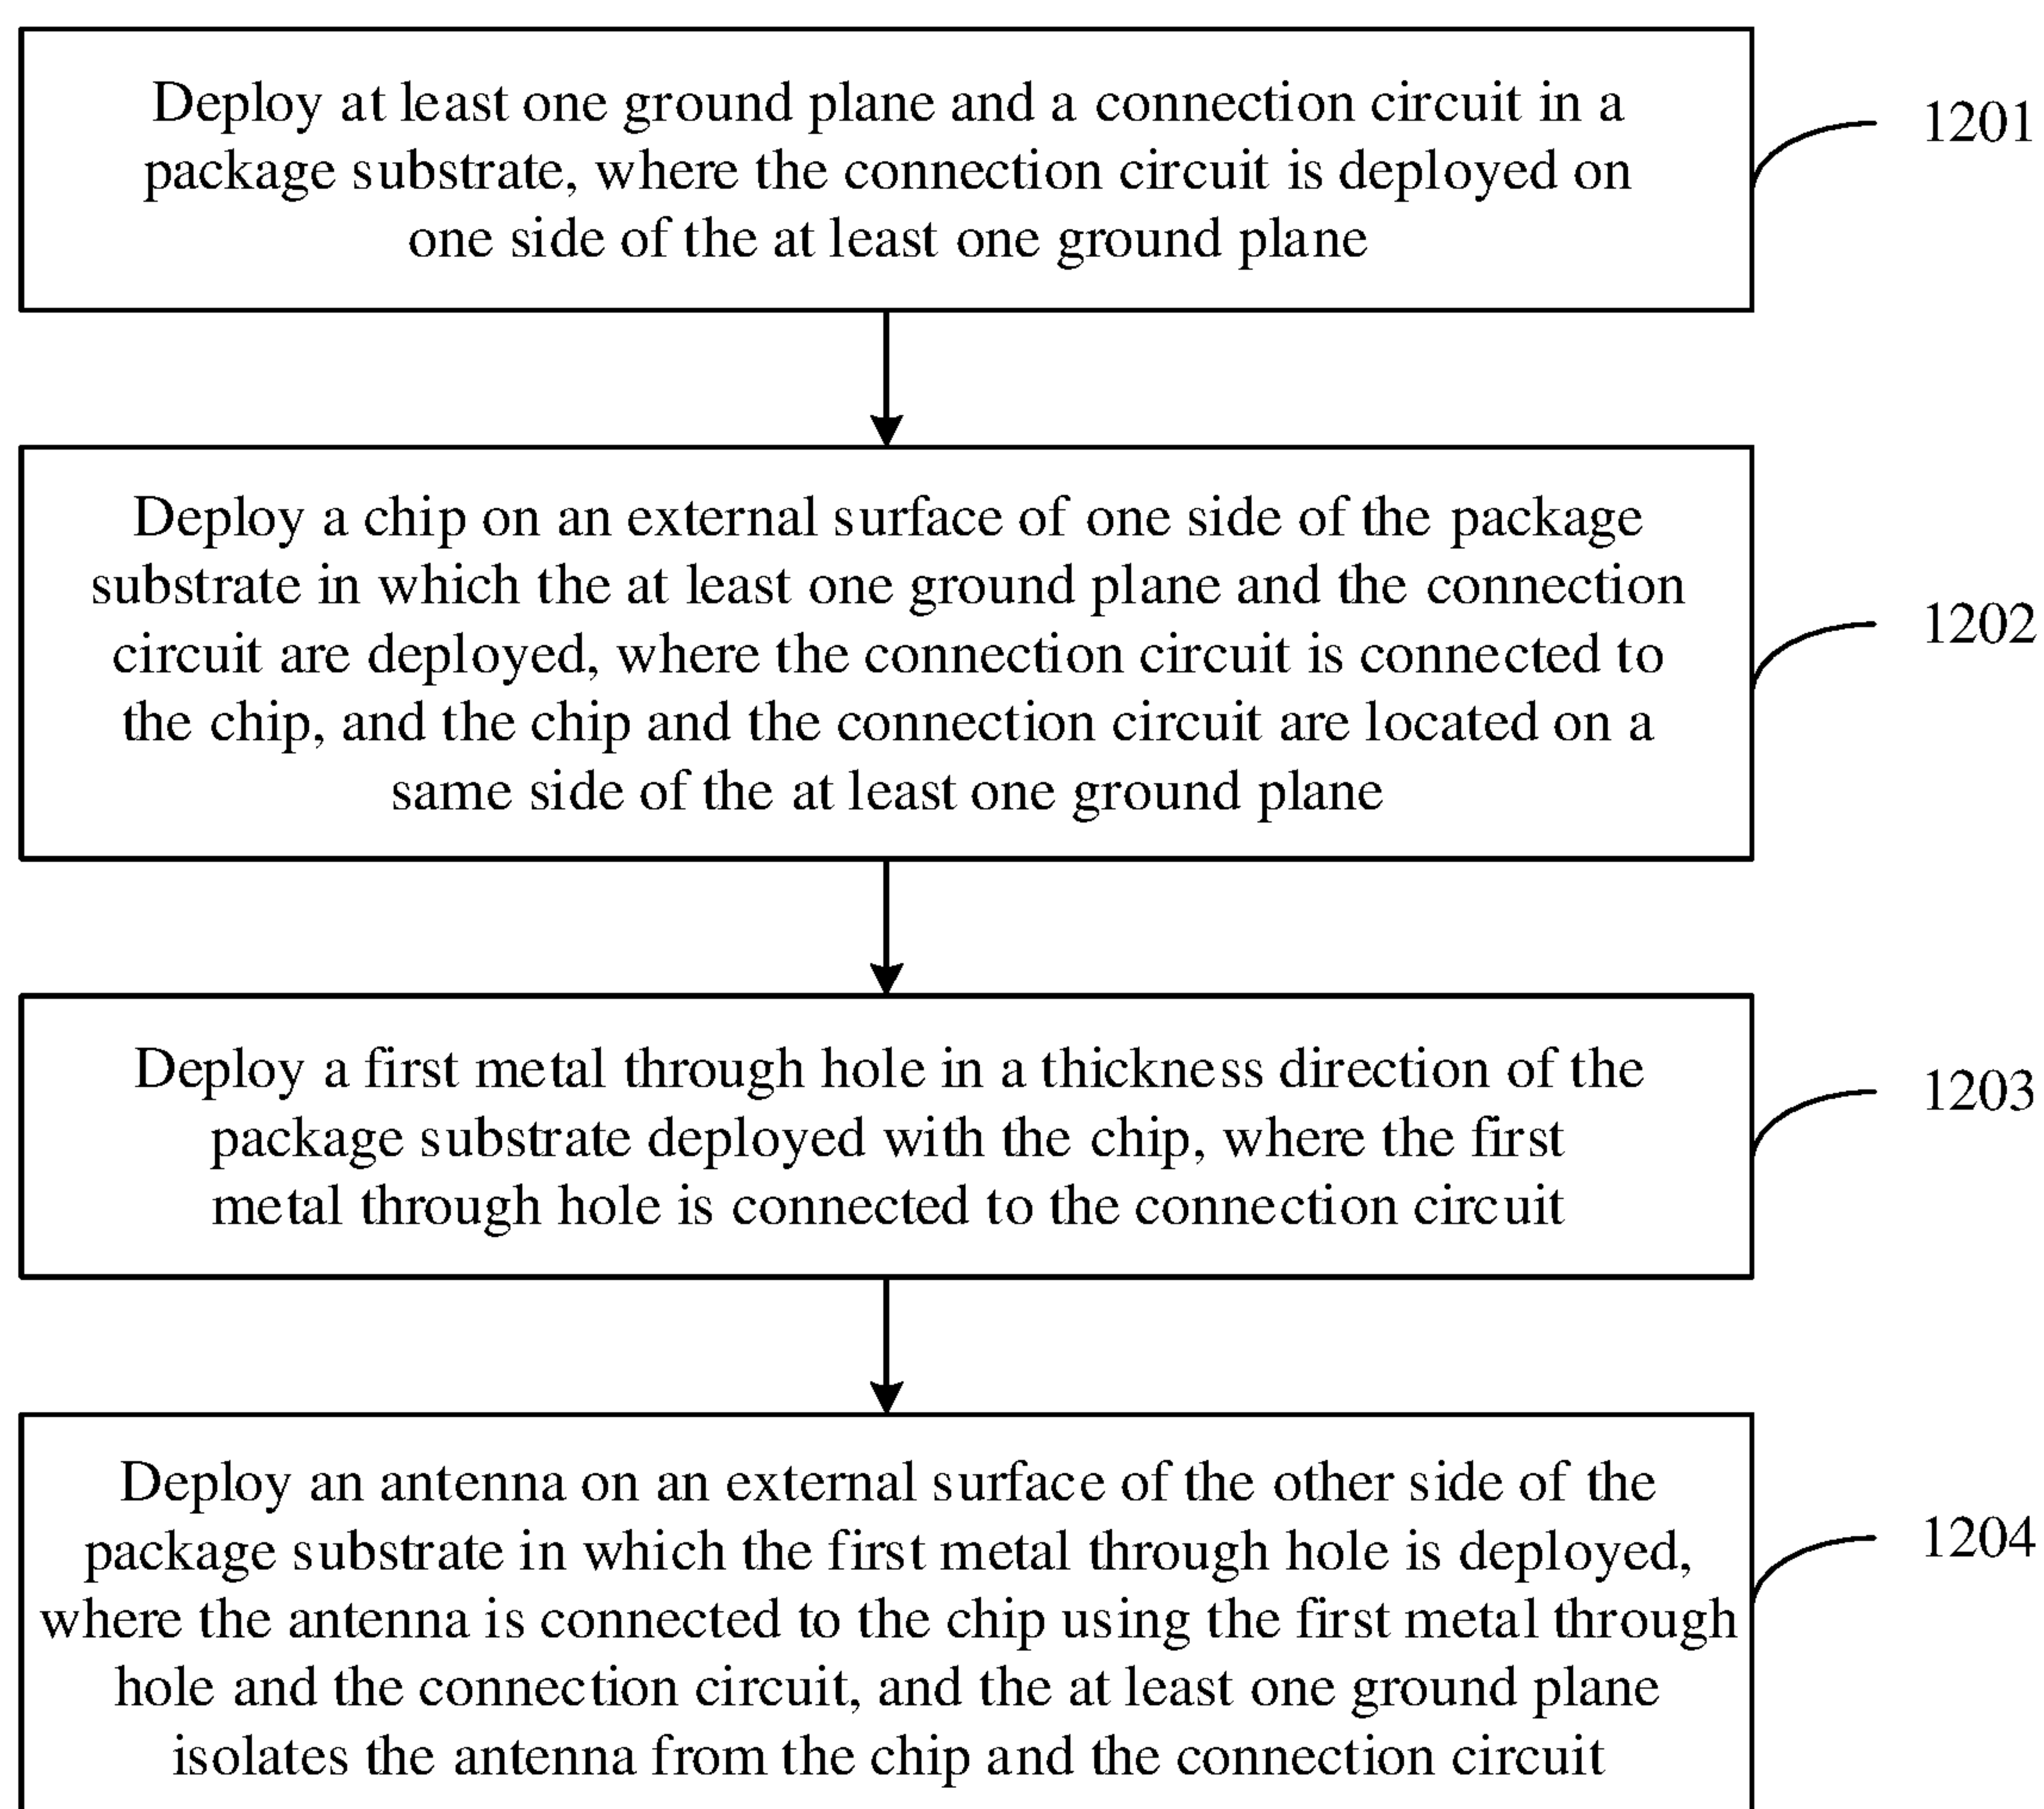 Deploy at least one ground plane and a connection circuit in a
package substrate, where the connection circuit is deployed on
one side of the at least one ground plane
1201
Deploy a chip on an external surface of one side of the package
substrate in which the at least one ground plane and the connection
circuit are deployed, where the connection circuit is connected to
the chip, and the chip and the connection circuit are located on a
same side of the at least one ground plane
1202
Deploy a first metal through hole in a thickness direction of the
package substrate deployed with the chip, where the first
metal through hole is connected to the connection circuit
1203
Deploy an antenna on an external surface of the other side of the
package substrate in which the first metal through hole is deployed,
where the antenna is connected to the chip using the first metal through
hole and the connection circuit, and the at least one ground plane
isolates the antenna from the chip and the connection circuit
1204